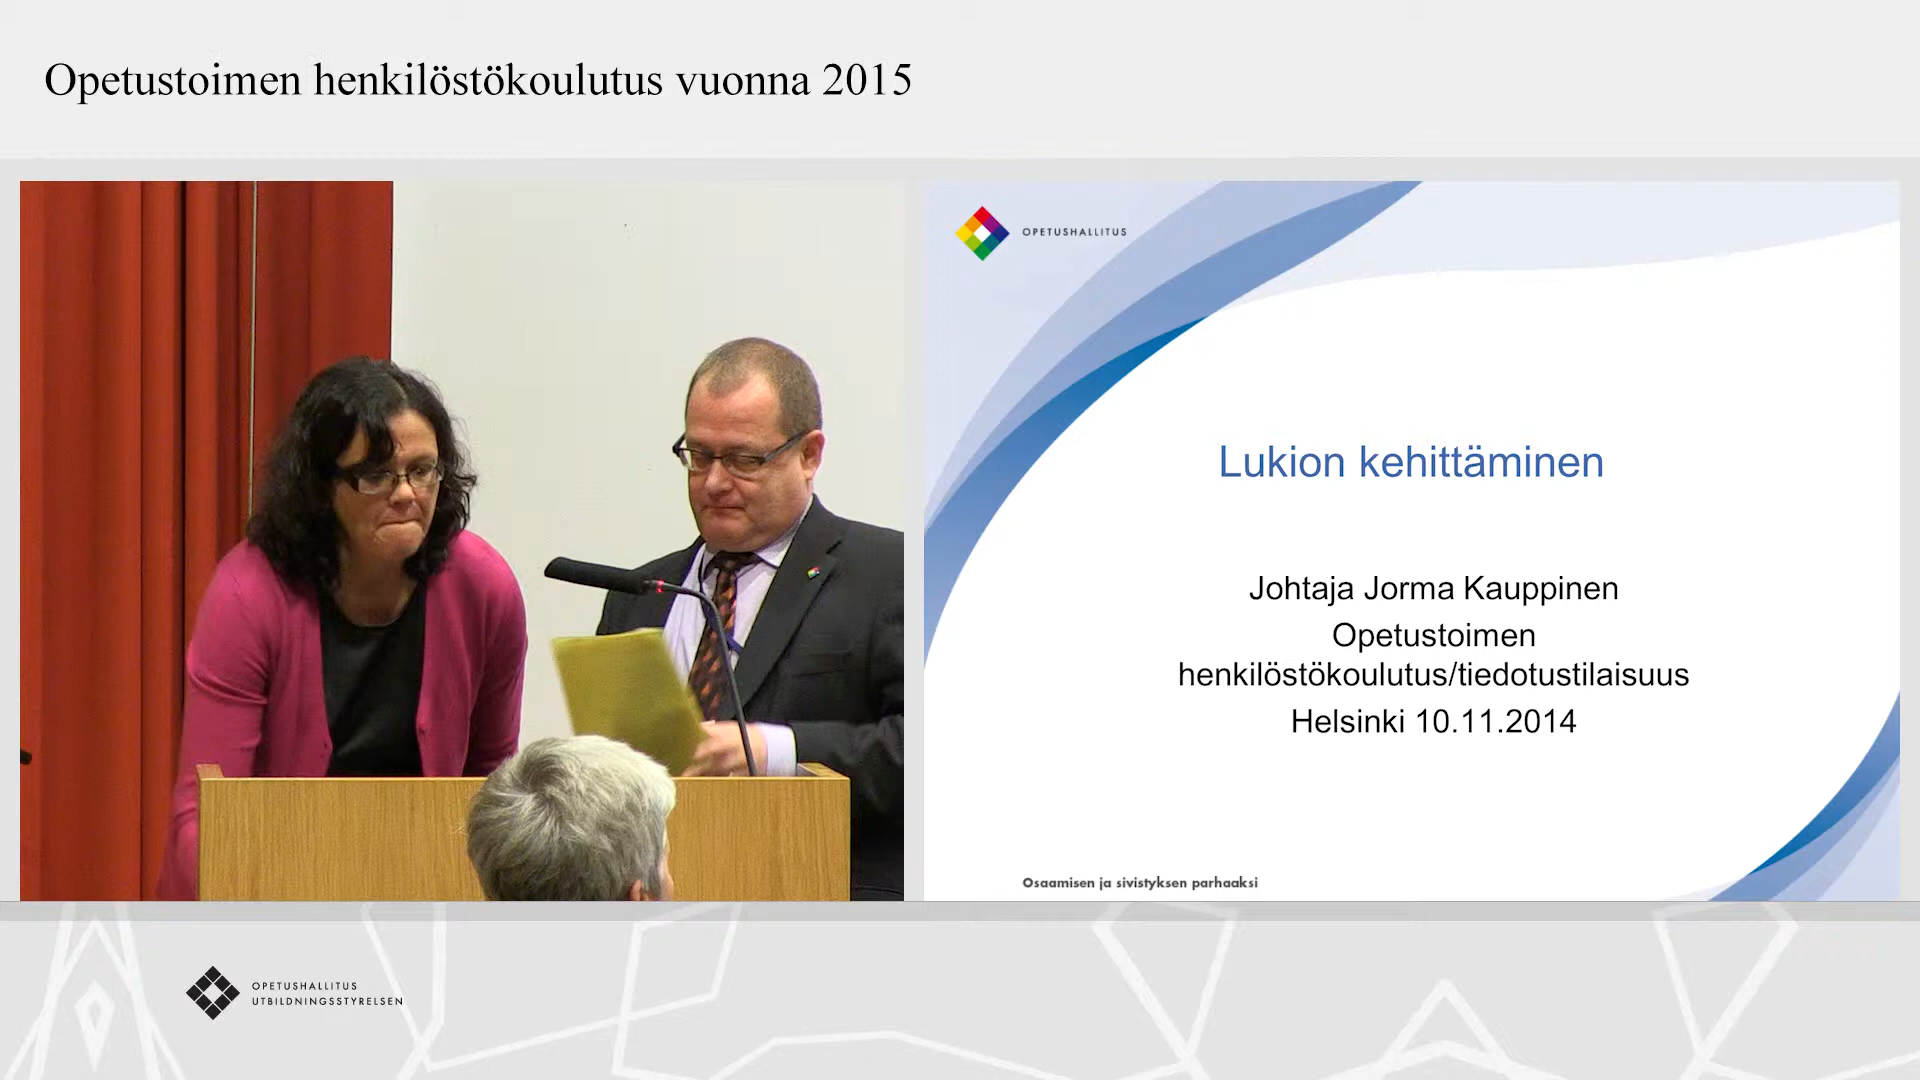 Opetustoimen henkilöstökoulutus vuonna 2015
OPETUSHALLITUS
Lukion kehittäminen
Johtaja Jorma Kauppinen
Opetustoimen
henkilöstökoulutus/tiedotustilaisuus
Helsinki 10.11.2014
Osaamisen ja sivistyksen parhaaksi
OPETUSHALLITUS
UTBILDNINGSSTYRELSEN